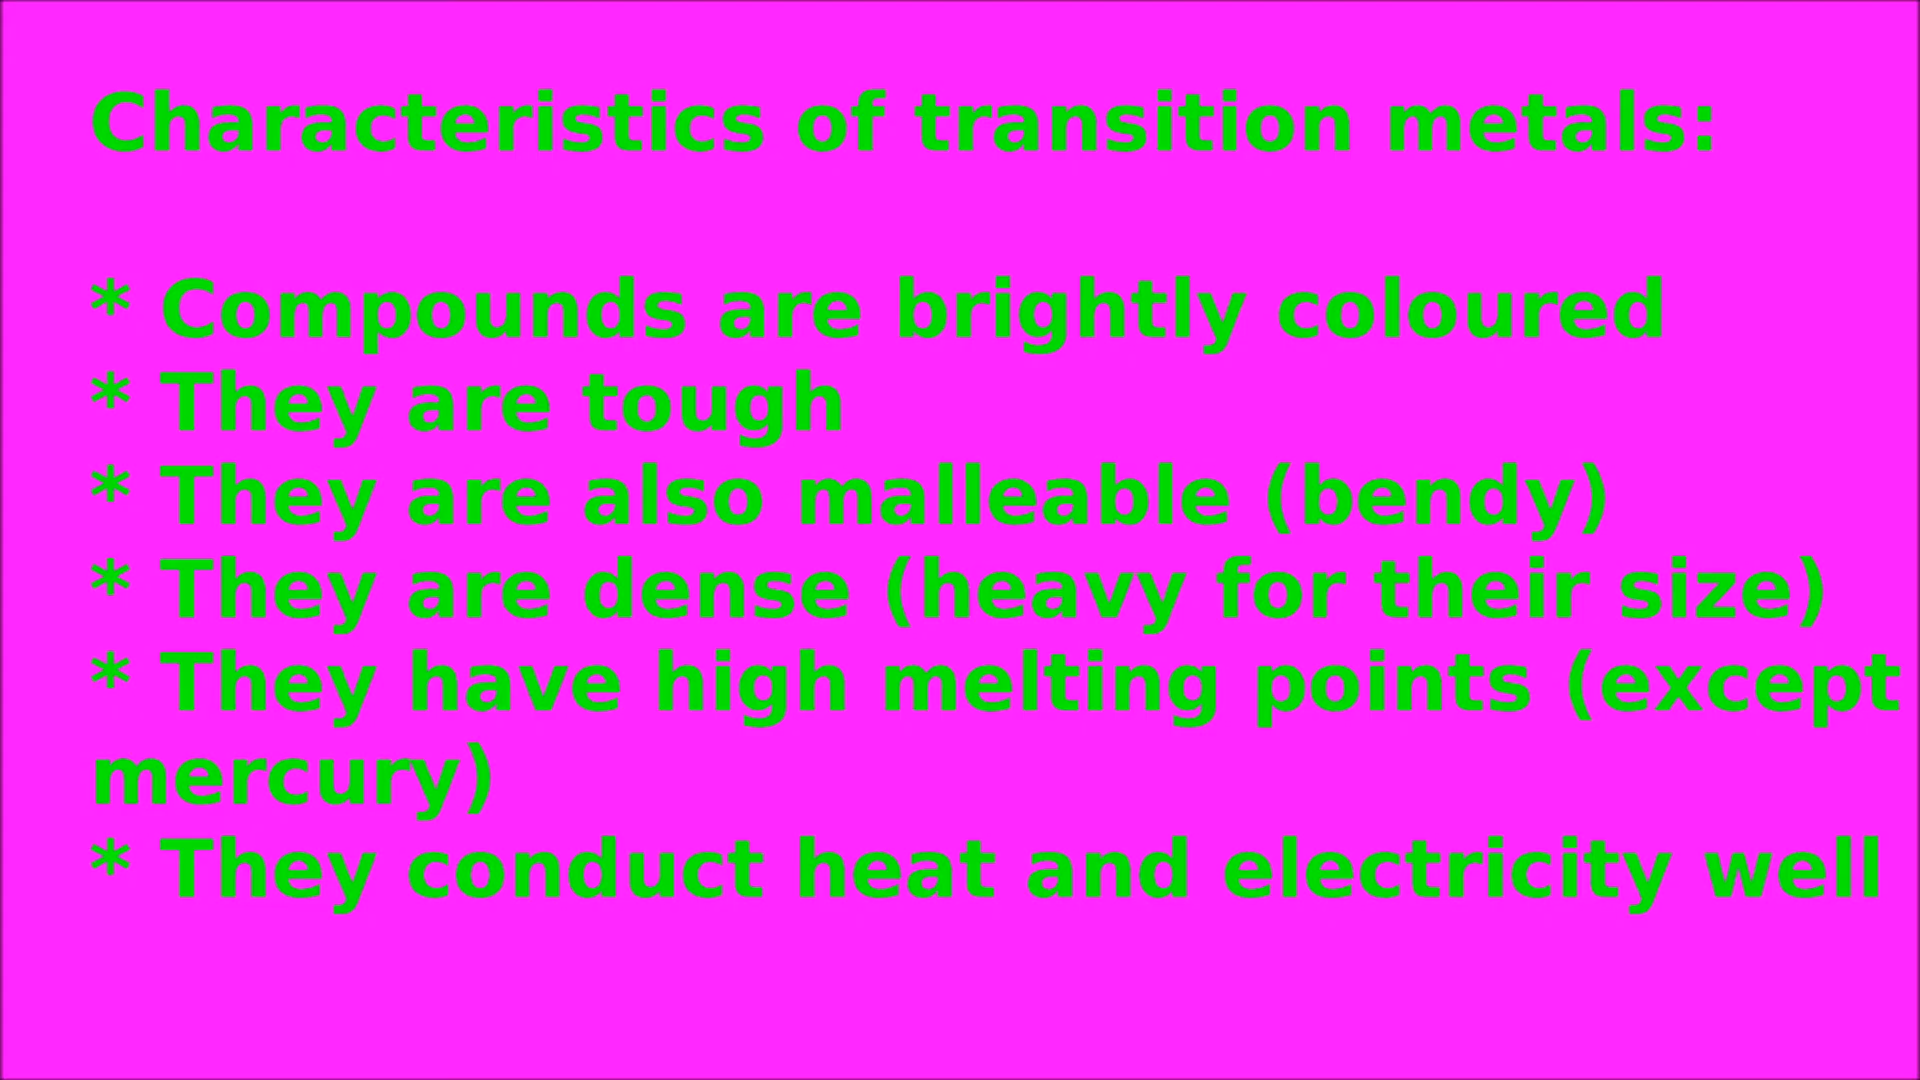 Characteristics of transition metals:
* Compounds are brightly coloured
* They are tough
* They are also malleable (bendy)
* They are dense (heavy for their size)
* They have high melting points (except
mercury)
* They conduct heat and electricity well